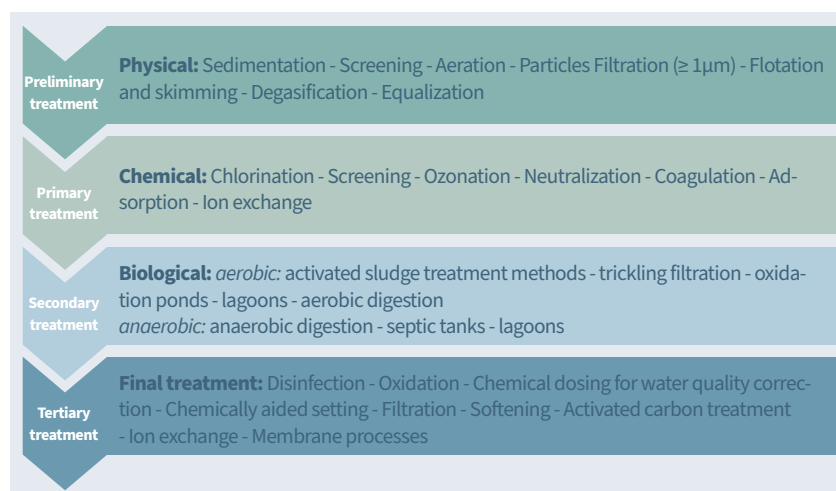 Preliminary
treatment
Physical: Sedimentation - Screening - Aeration - Particles Filtration (≥ 1μm) - Flotation
and skimming - Degasification - Equalization
Primary
treatment
Chemical: Chlorination - Screening - Ozonation - Neutralization - Coagulation - Ad-
sorption - Ion exchange
Secondary
treatment
Biological: aerobic: activated sludge treatment methods - trickling filtration - oxida-
tion ponds - lagoons - aerobic digestion
anaerobic: anaerobic digestion - septic tanks - lagoons
Tertiary
treatment
Final treatment: Disinfection - Oxidation - Chemical dosing for water quality correc-
tion - Chemically aided setting - Filtration - Softening - Activated carbon treatment
- Ion exchange - Membrane processes